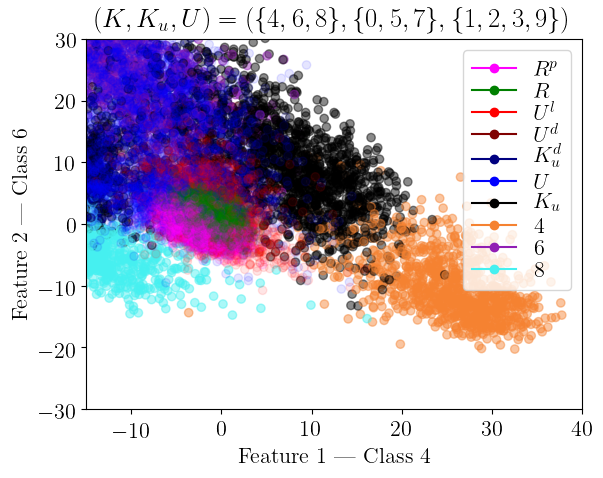 (K, K_u, U) = ({4, 6, 8}, {0, 5, 7}, {1, 2, 3, 9})
30
20
10
0
−10
−20
−30
Feature 2 — Class 6
R^p
R
U^l
U^d
K_u^d
U
K_u
4
6
8
−10
0
10
20
30
40
Feature 1 — Class 4